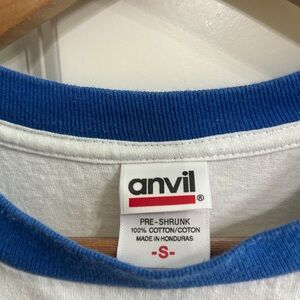 anvil®
PRE-SHRUNK
100% COTTON/COTON
MADE IN HONDURAS
-S-